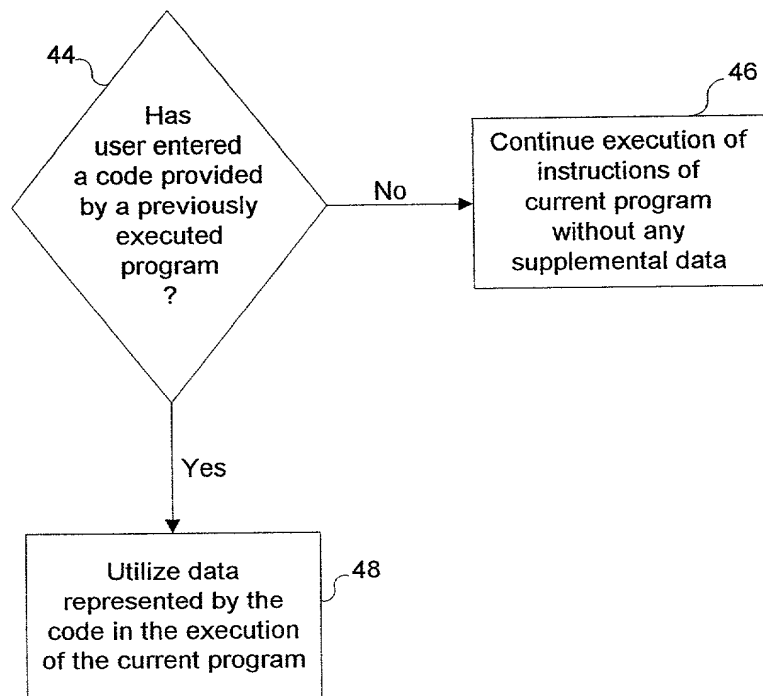 44
Has
user entered
a code provided
by a previously
executed
program
?
No
46
Continue execution of
instructions of
current program
without any
supplemental data
Yes
48
Utilize data
represented by the
code in the execution
of the current program